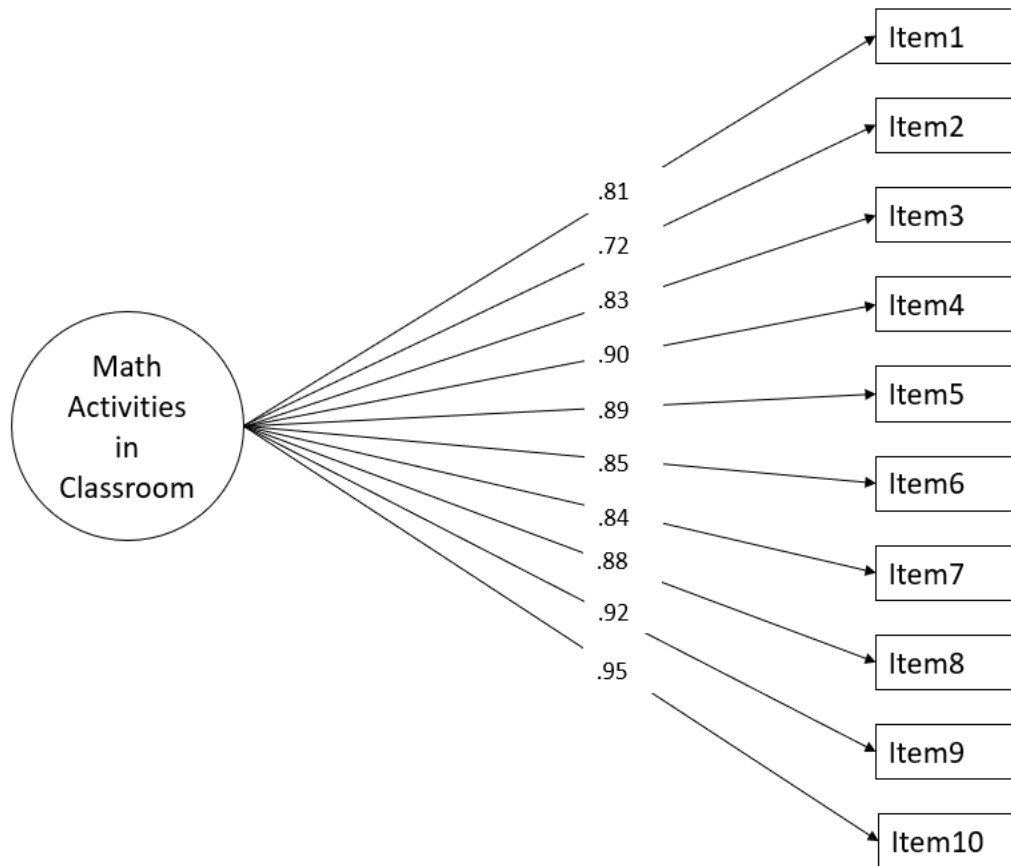 Item1
Item2
.81
Item3
.72
.83
Item4
.90
Math
Activities
in
Classroom
Item5
.89
.85
Item6
.84
.88
Item7
.92
Item8
.95
Item9
Item10